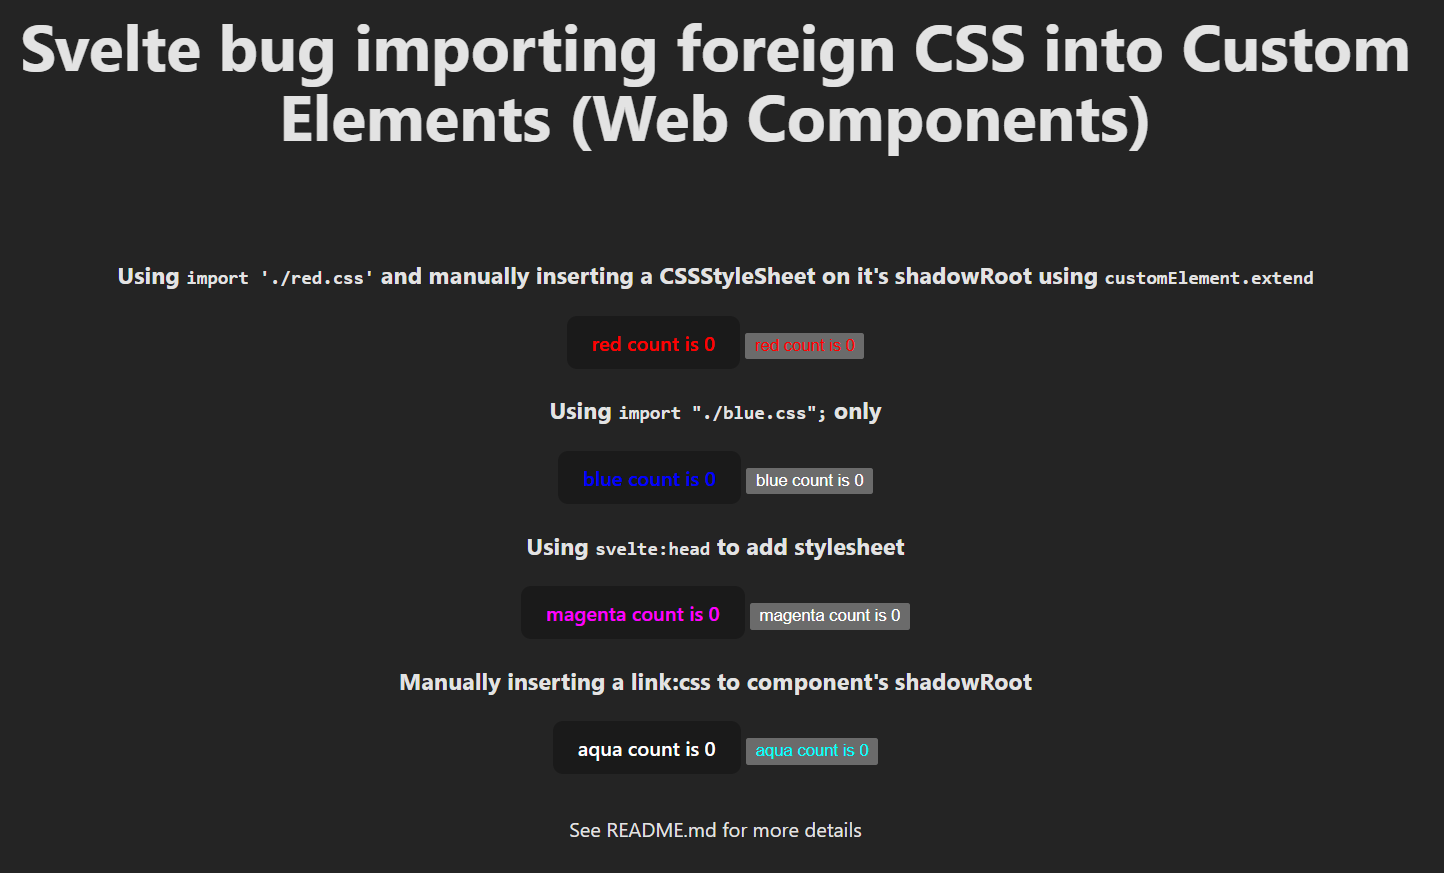 Svelte bug importing foreign CSS into Custom
Elements (Web Components)
Using import './red.css' and manually inserting a CSSStyleSheet on it's shadowRoot using customElement.extend
red count is 0 red count is 0
Using import "./blue.css"; only
blue count is 0 blue count is 0
Using svelte:head to add stylesheet
magenta count is 0 magenta count is 0
Manually inserting a link:css to component's shadowRoot
aqua count is 0 aqua count is 0
See README.md for more details